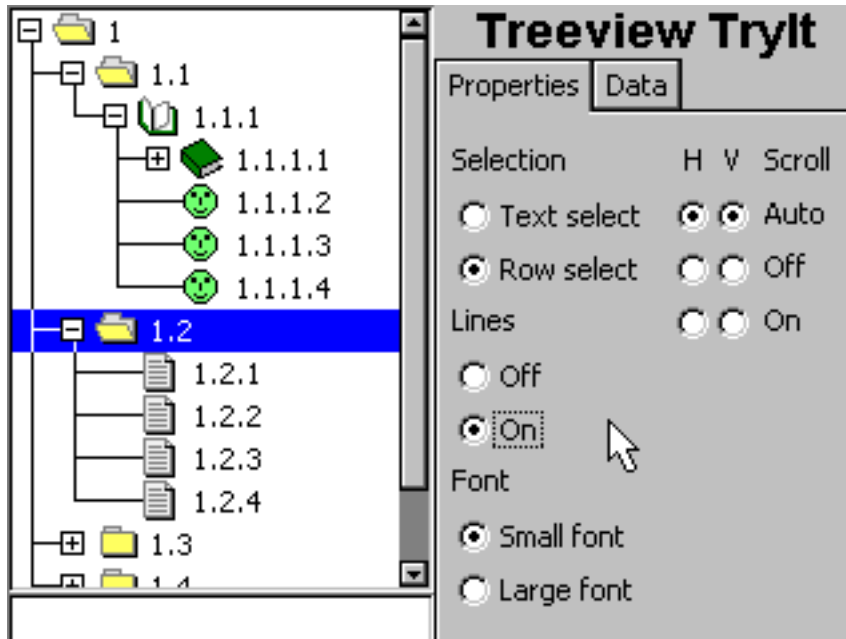 1
1.1
1.1.1
1.1.1.1
1.1.1.2
1.1.1.3
1.1.1.4
1.2
1.2.1
1.2.2
1.2.3
1.2.4
1.3
1.4
Treeview TryIt
Properties Data
Selection H V Scroll
Text select Auto
Row select Off
Lines On
Off
On
Font
Small font
Large font